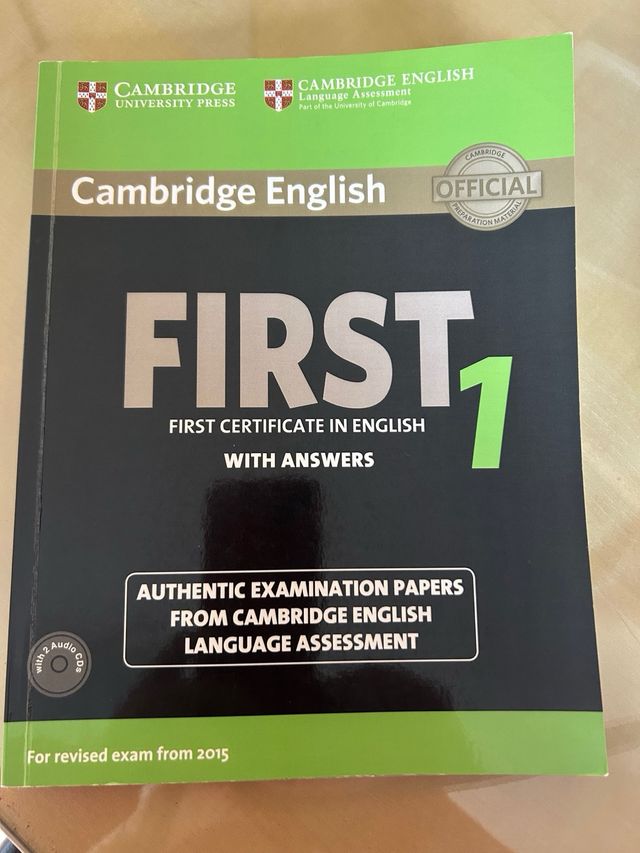 CAMBRIDGE
UNIVERSITY PRESS
CAMBRIDGE ENGLISH
Language Assessment
Part of the University of Cambridge
Cambridge English
CAMBRIDGE
OFFICIAL
PREPARATION MATERIAL
FIRST 1
FIRST CERTIFICATE IN ENGLISH
WITH ANSWERS
AUTHENTIC EXAMINATION PAPERS
FROM CAMBRIDGE ENGLISH
LANGUAGE ASSESSMENT
with 2 Audio CDs
For revised exam from 2015